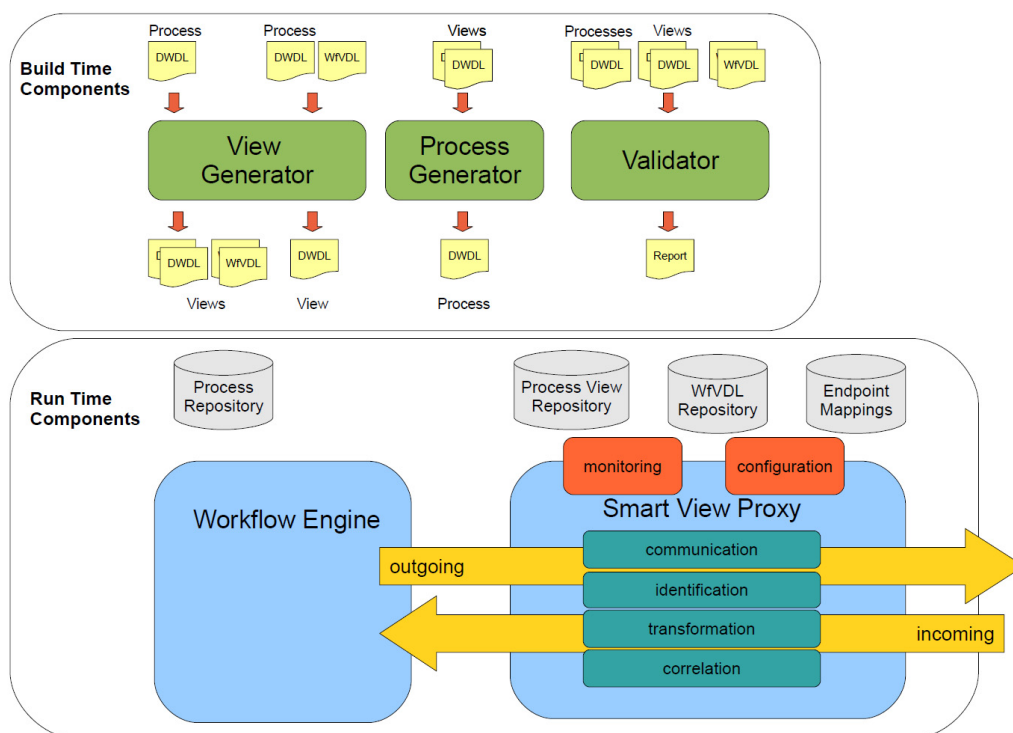 Process
Process
Views
Processes
Views
Build Time
Components
DWDL
DWDL
WfVDL
DWDL
DWDL
DWDL
WfVDL
View
Generator
Process
Generator
Validator
DWDL
WfVDL
DWDL
DWDL
Report
Views
View
Process
Run Time
Components
Process
Repository
Process View
Repository
WfVDL
Repository
Endpoint
Mappings
monitoring
configuration
Workflow Engine
Smart View Proxy
communication
outgoing
identification
transformation
incoming
correlation